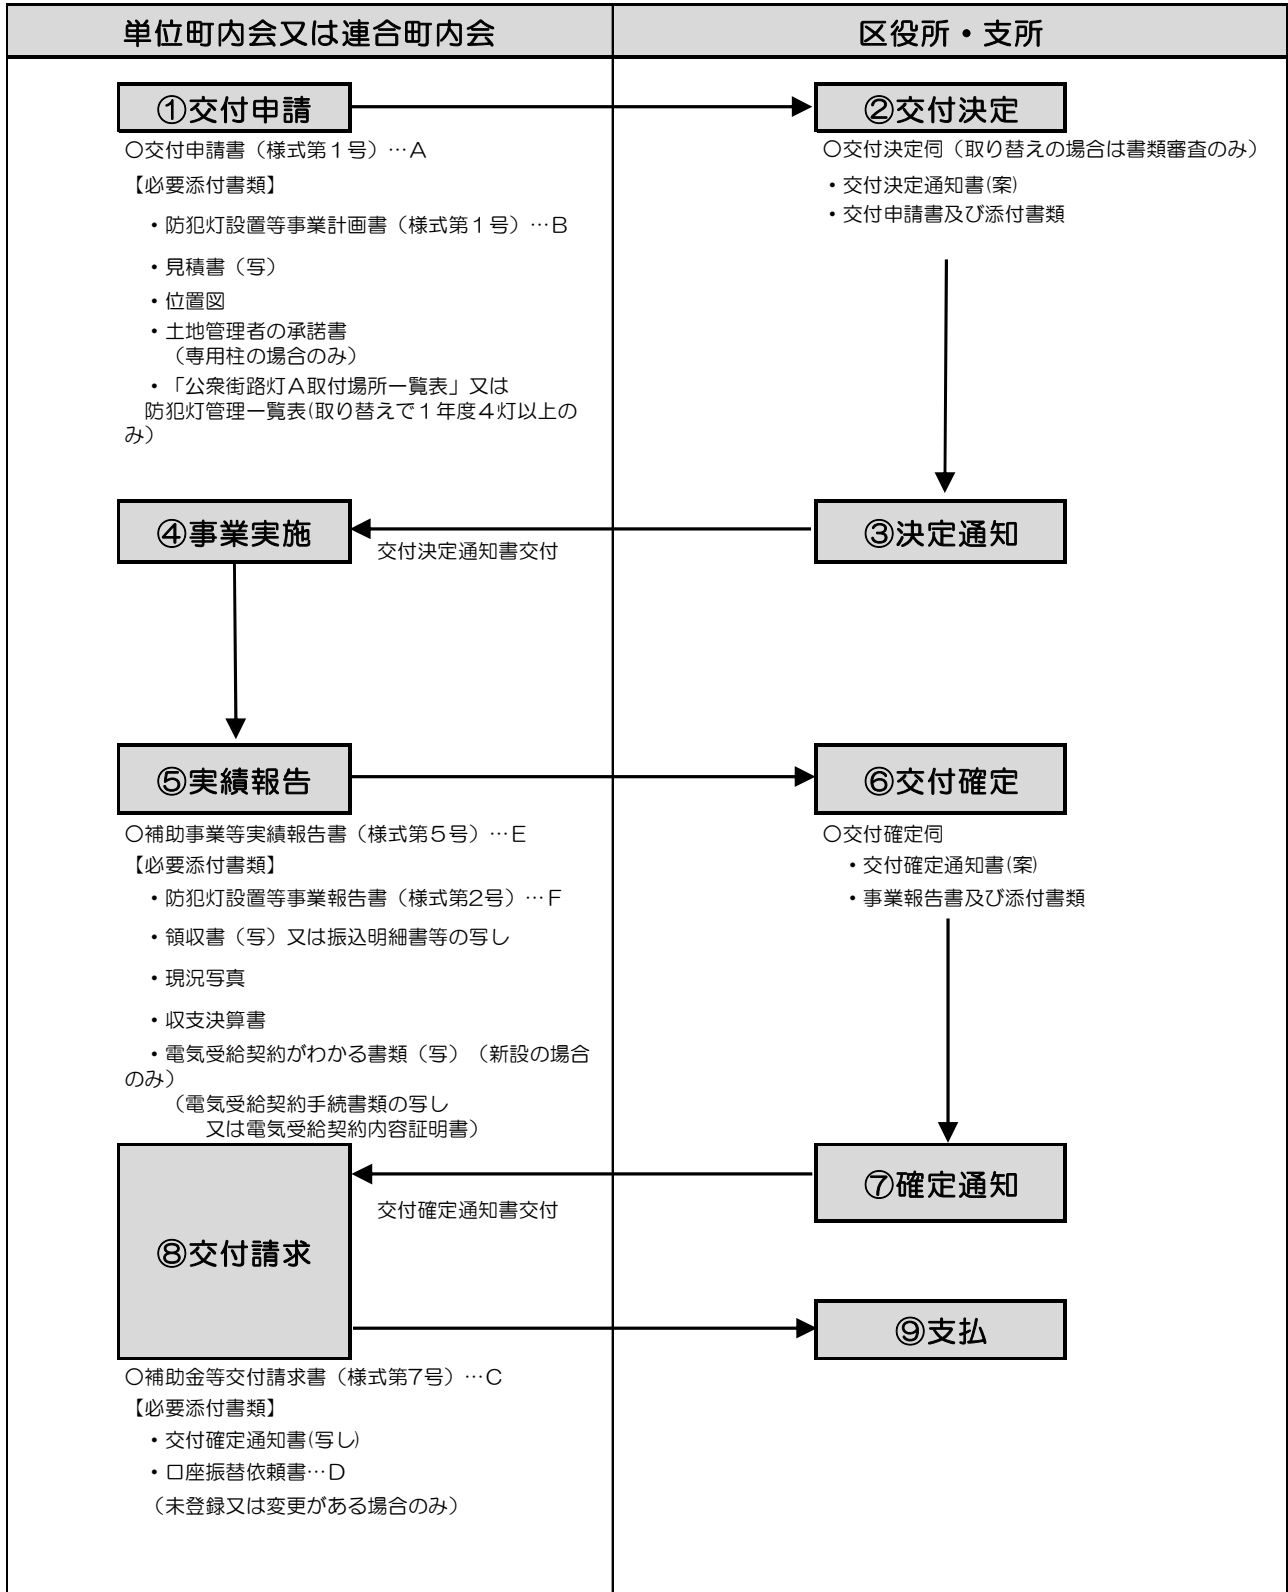 単位町内会又は連合町内会
区役所・支所
①交付申請
②交付決定
〇交付申請書（様式第１号）…Ａ
【必要添付書類】
・防犯灯設置等事業計画書（様式第１号）…Ｂ
・見積書（写）
・位置図
・土地管理者の承諾書
（専用柱の場合のみ）
・「公衆街路灯Ａ取付場所一覧表」又は
防犯灯管理一覧表(取り替えで１年度４灯以上の
み）
〇交付決定伺（取り替えの場合は書類審査のみ）
・交付決定通知書(案)
・交付申請書及び添付書類
④事業実施
交付決定通知書交付
③決定通知
⑤実績報告
⑥交付確定
〇補助事業等実績報告書（様式第５号）…Ｅ
【必要添付書類】
・防犯灯設置等事業報告書（様式第2号）…Ｆ
・領収書（写）又は振込明細書等の写し
・現況写真
・収支決算書
・電気受給契約がわかる書類（写）（新設の場合
のみ）
（電気受給契約手続書類の写し
又は電気受給契約内容証明書）
〇交付確定伺
・交付確定通知書(案)
・事業報告書及び添付書類
⑦確定通知
交付確定通知書交付
⑧交付請求
⑨支払
〇補助金等交付請求書（様式第7号）…Ｃ
【必要添付書類】
・交付確定通知書(写し)
・口座振替依頼書…Ｄ
（未登録又は変更がある場合のみ）